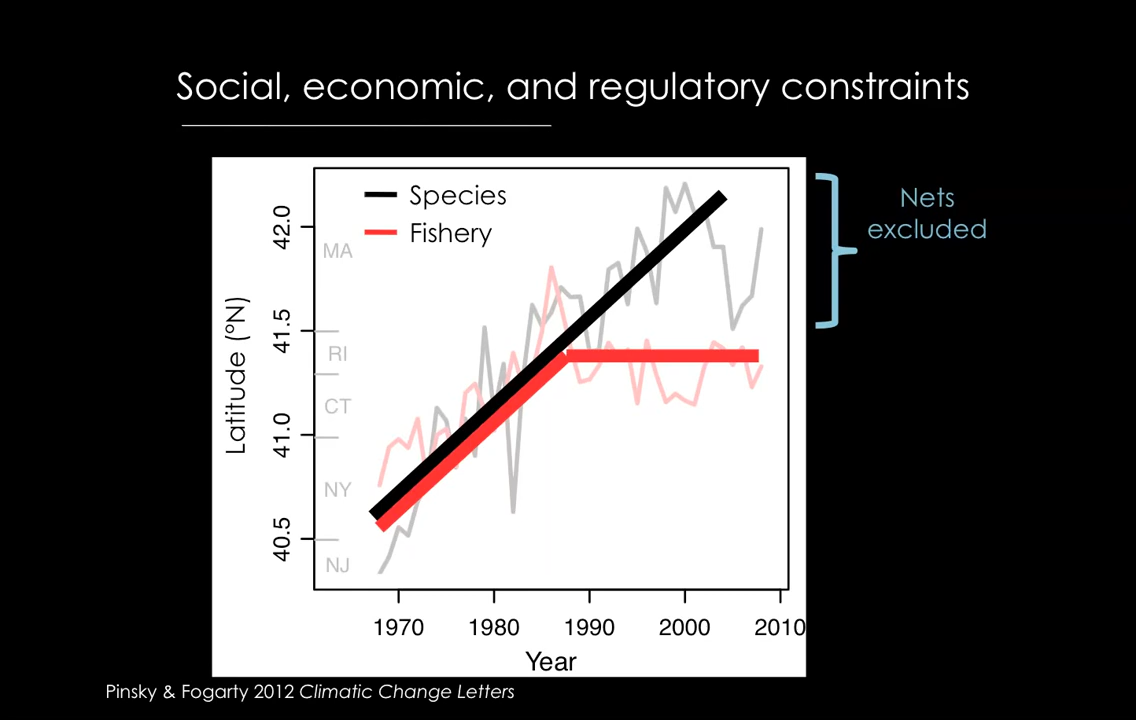 Social, economic, and regulatory constraints
Species
Fishery
Nets
excluded
42.0
41.5
41.0
40.5
Latitude (°N)
MA
RI
CT
NY
NJ
1970 1980 1990 2000 2010
Year
Pinsky & Fogarty 2012 Climatic Change Letters